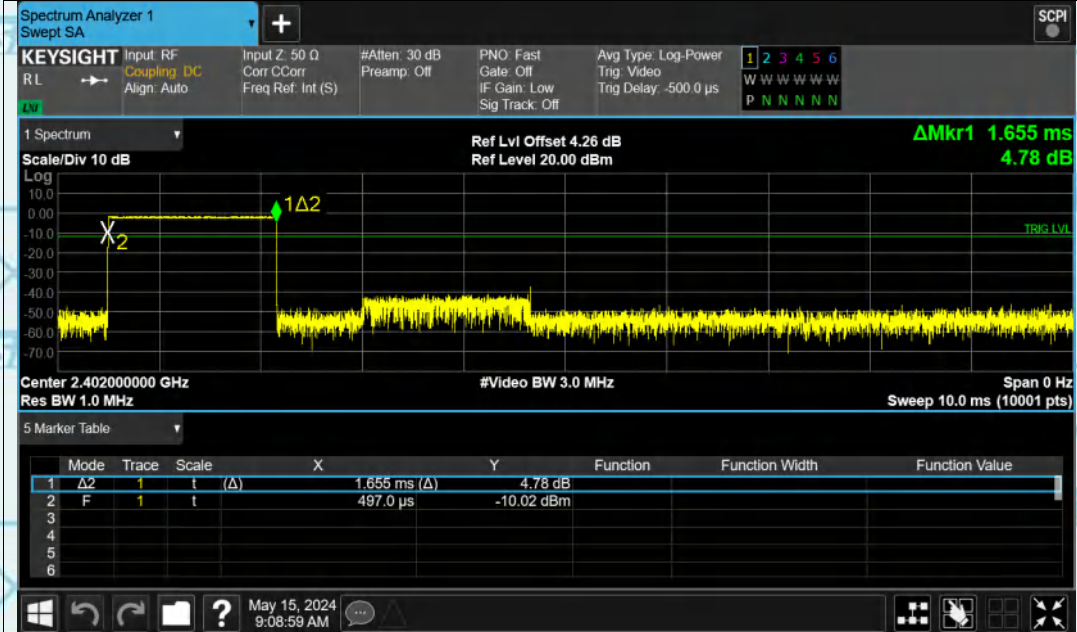 Spectrum Analyzer 1
Swept SA
+
SCPI
KEYSIGHT
RL
LXI
Input: RF
Coupling: DC
Align: Auto
Input Z: 50 Ω
Corr CCorr
Freq Ref: Int (S)
#Atten: 30 dB
Preamp: Off
PNO: Fast
Gate: Off
IF Gain: Low
Sig Track: Off
Avg Type: Log-Power
Trig: Video
Trig Delay: -500.0 µs
1 2 3 4 5 6
W W W W W W
P N N N N N
1 Spectrum
Scale/Div 10 dB
Ref Lvl Offset 4.26 dB
Ref Level 20.00 dBm
ΔMkr1 1.655 ms
4.78 dB
Log
10.0
0.00
-10.0
-20.0
-30.0
-40.0
-50.0
-60.0
-70.0
1Δ2
X2
TRIG LVL
Center 2.402000000 GHz
#Video BW 3.0 MHz
Span 0 Hz
Res BW 1.0 MHz
Sweep 10.0 ms (10001 pts)
5 Marker Table
Mode Trace Scale X Y Function Function Width Function Value
1 Δ2 1 t (Δ) 1.655 ms (Δ) 4.78 dB
2 F 1 t 497.0 µs -10.02 dBm
3
4
5
6
?
May 15, 2024
9:08:59 AM